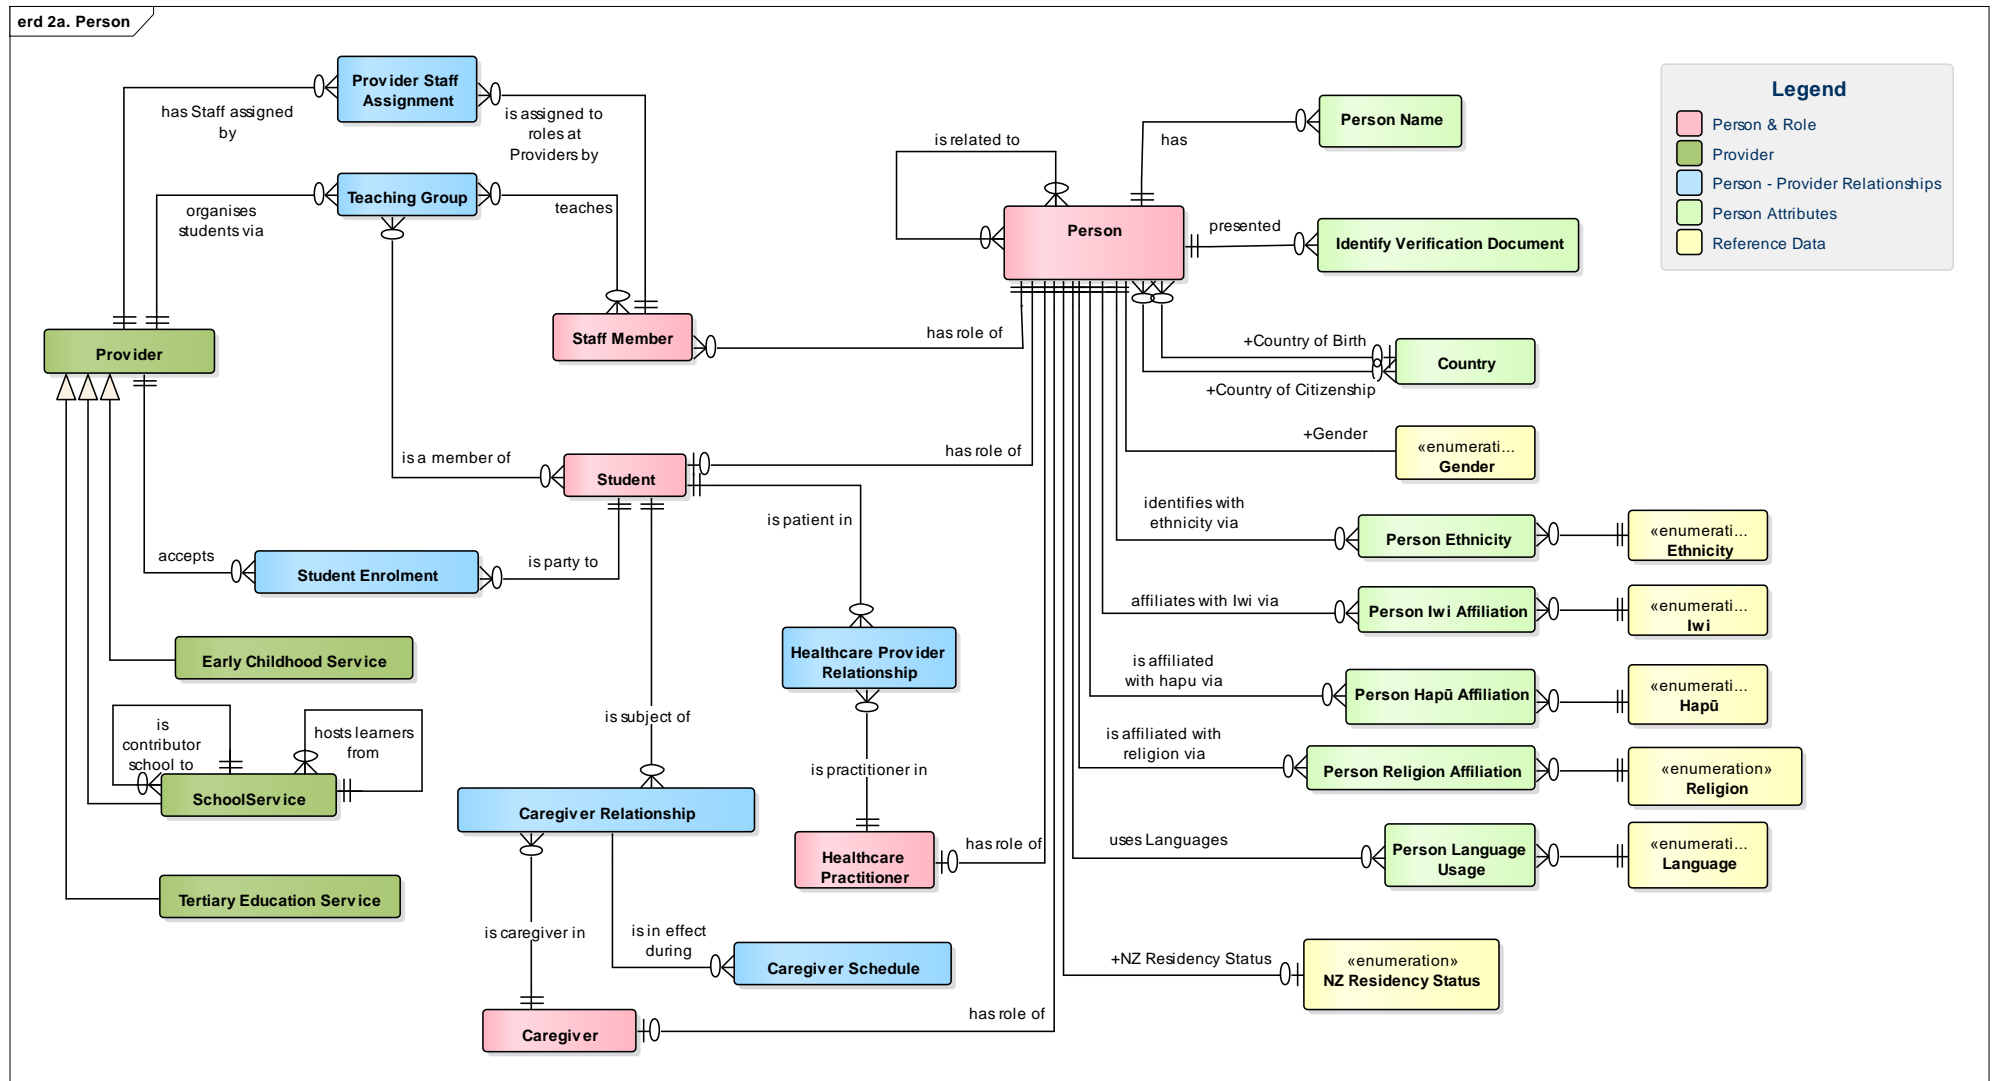 erd 2a. Person
Provider Staff
Assignment
has Staff assigned
by
is assigned to
roles at
Providers by
Teaching Group
organises
students via
teaches
Provider
Staff Member
has role of
is a member of
Student
has role of
is patient in
accepts
Student Enrolment
is party to
Early Childhood Service
is
contributor
school to
hosts learners
from
SchoolService
Tertiary Education Service
is subject of
Healthcare Provider
Relationship
is practitioner in
Caregiver Relationship
Healthcare
Practitioner
has role of
is caregiver in
is in effect
during
Caregiver Schedule
Caregiver
has role of
is related to
Person
has
Person Name
presented
Identify Verification Document
+Country of Birth
Country
+Country of Citizenship
+Gender
«enumerati...
Gender
identifies with
ethnicity via
Person Ethnicity
«enumerati...
Ethnicity
affiliates with Iwi via
Person Iwi Affiliation
«enumerati...
Iwi
is affiliated
with hapu via
Person Hapū Affiliation
«enumerati...
Hapū
is affiliated with
religion via
Person Religion Affiliation
«enumeration»
Religion
uses Languages
Person Language
Usage
«enumerati...
Language
+NZ Residency Status
«enumeration»
NZ Residency Status
Legend
Person & Role
Provider
Person - Provider Relationships
Person Attributes
Reference Data